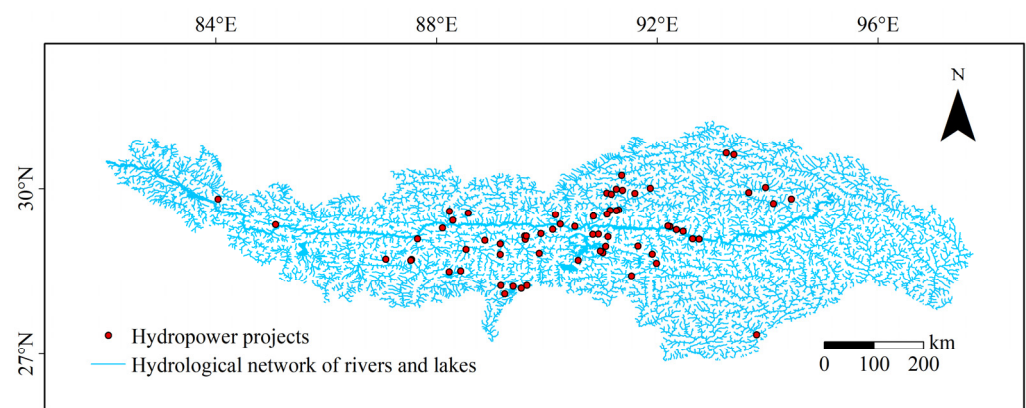 84°E 88°E 92°E 96°E
N
30°N
27°N
Hydropower projects
Hydrological network of rivers and lakes
km
0 100 200